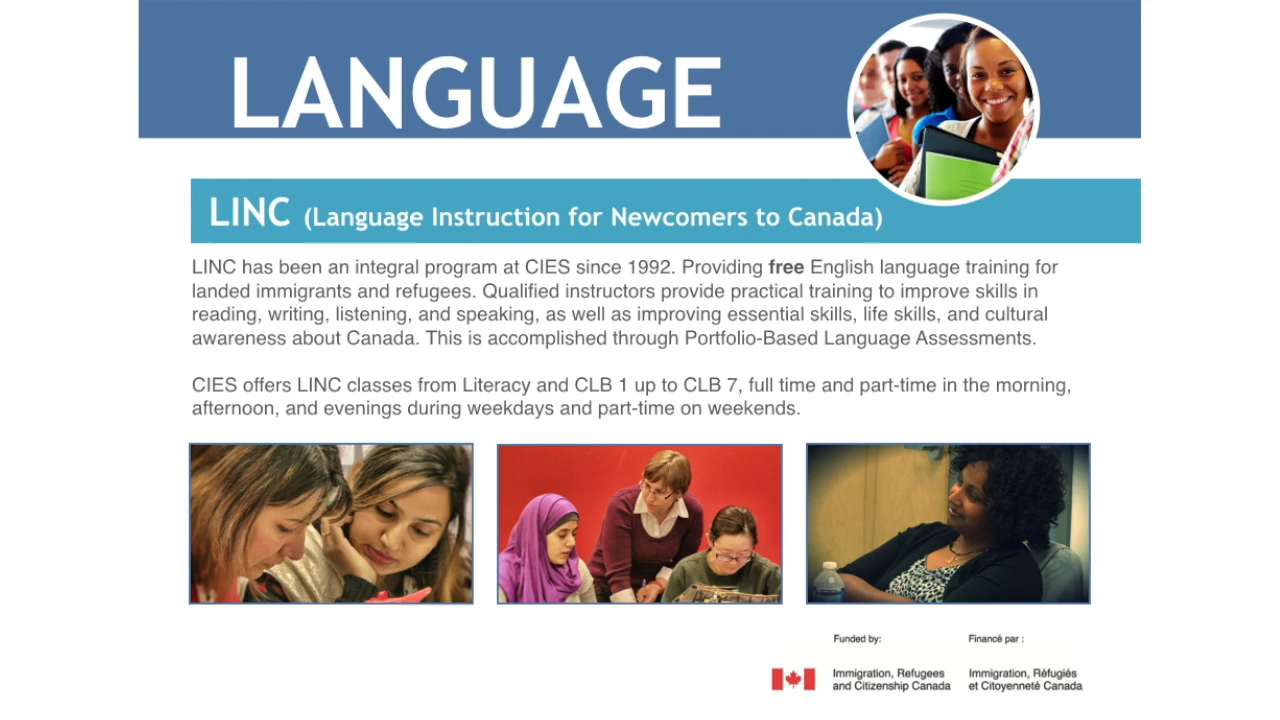 LANGUAGE
LINC (Language Instruction for Newcomers to Canada)
LINC has been an integral program at CIES since 1992. Providing free English language training for
landed immigrants and refugees. Qualified instructors provide practical training to improve skills in
reading, writing, listening, and speaking, as well as improving essential skills, life skills, and cultural
awareness about Canada. This is accomplished through Portfolio-Based Language Assessments.
CIES offers LINC classes from Literacy and CLB 1 up to CLB 7, full time and part-time in the morning,
afternoon, and evenings during weekdays and part-time on weekends.
Funded by:
Immigration, Refugees
and Citizenship Canada
Financé par :
Immigration, Réfugiés
et Citoyenneté Canada